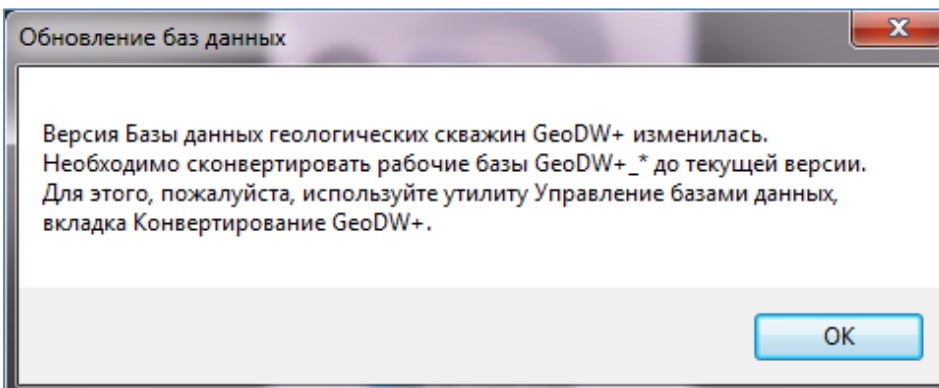 Обновление баз данных
Версия Базы данных геологических скважин GeoDW+ изменилась.
Необходимо сконвертировать рабочие базы GeoDW+_* до текущей версии.
Для этого, пожалуйста, используйте утилиту Управление базами данных,
вкладка Конвертирование GeoDW+.
OK